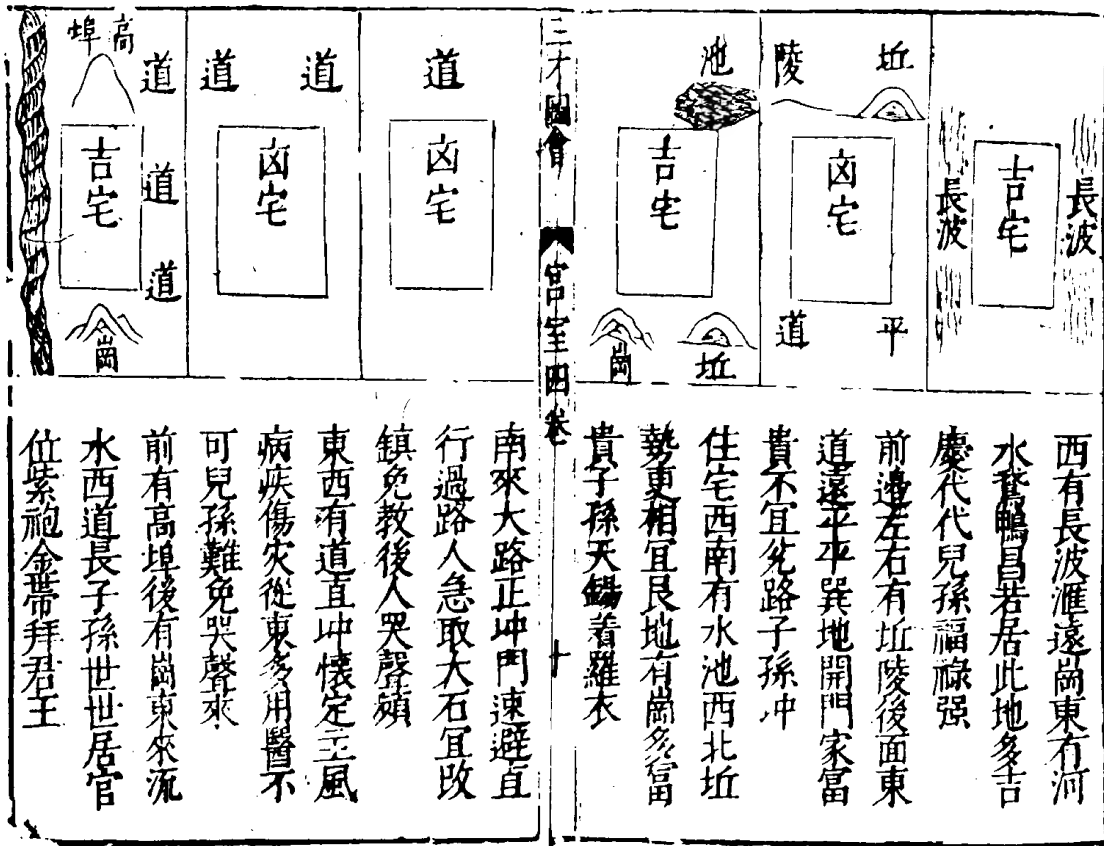 長波
吉宅
長波
坵
陵
凶宅
平
道
池
吉宅
坵
崗
西有長波滙遠崗東有河
水鵞鴨昌若居此地多吉
慶代代兒孫福祿强
前邊左右有坵陵後面東
道遠平平巽地開門家富
貴不宜兊路子孫冲
住宅西南有水池西北坵
勢更相宜艮地有崗多富
貴子孫天錫着羅衣
三才圖會
宮室四卷
十
道
凶宅
道
道
凶宅
道
道
道
高埠
吉宅
崗
南來大路正冲門速避直
行過路人急取大石宜改
鎮免教後人哭聲頻
東西有道直冲懷定主風
病疾傷灾從東多用醫不
可兒孫難免哭聲來
前有高埠後有崗東來流
水西道長子孫世世居官
位紫袍金帶拜君王